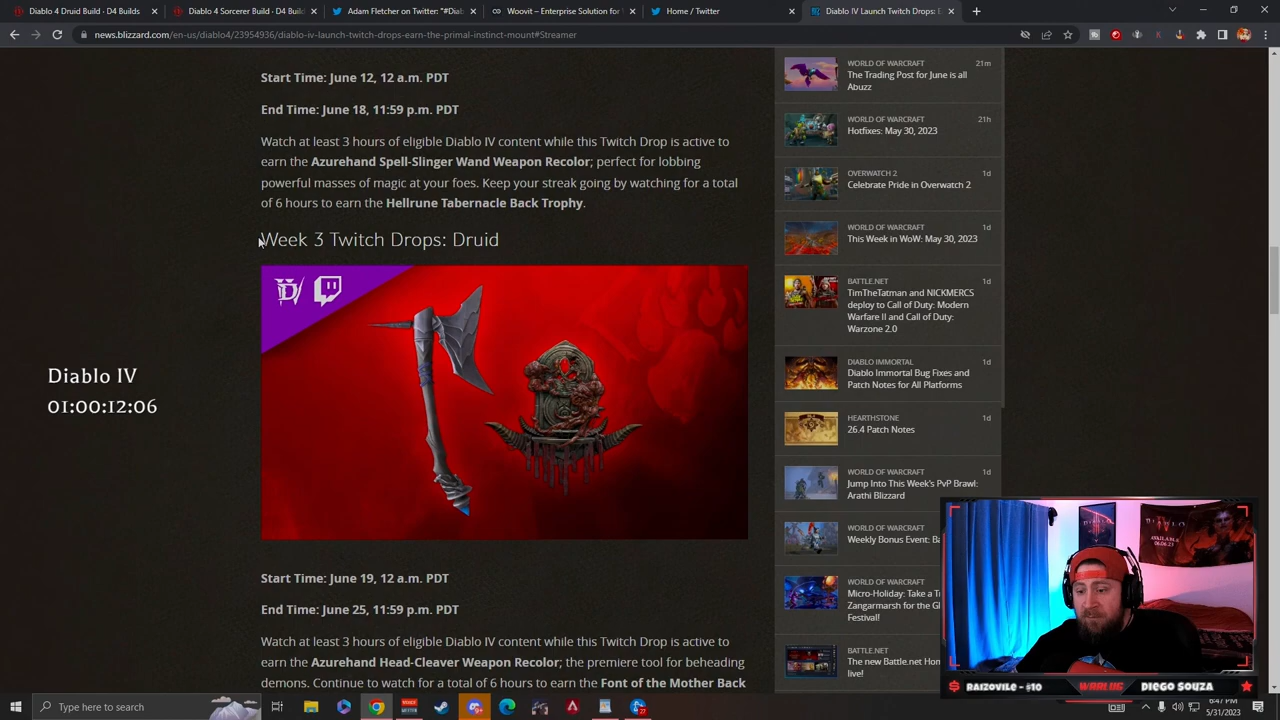 Diablo 4 Druid Build - D4 Builds
Diablo 4 Sorcerer Build - D4 Buil
Adam Fletcher on Twitter: "#Diab
Woovit – Enterprise Solution for
Home / Twitter
Diablo IV Launch Twitch Drops: E
news.blizzard.com/en-us/diablo4/23954936/diablo-iv-launch-twitch-drops-earn-the-primal-instinct-mount#Streamer
Start Time: June 12, 12 a.m. PDT
End Time: June 18, 11:59 p.m. PDT
Watch at least 3 hours of eligible Diablo IV content while this Twitch Drop is active to
earn the Azurehand Spell-Slinger Wand Weapon Recolor; perfect for lobbing
powerful masses of magic at your foes. Keep your streak going by watching for a total
of 6 hours to earn the Hellrune Tabernacle Back Trophy.
Week 3 Twitch Drops: Druid
Start Time: June 19, 12 a.m. PDT
End Time: June 25, 11:59 p.m. PDT
Watch at least 3 hours of eligible Diablo IV content while this Twitch Drop is active to
earn the Azurehand Head-Cleaver Weapon Recolor; the premiere tool for beheading
demons. Continue to watch for a total of 6 hours to earn the Font of the Mother Back
Diablo IV
01:00:12:06
WORLD OF WARCRAFT 21m
The Trading Post for June is all
Abuzz
WORLD OF WARCRAFT 21h
Hotfixes: May 30, 2023
OVERWATCH 2 1d
Celebrate Pride in Overwatch 2
WORLD OF WARCRAFT 1d
This Week in WoW: May 30, 2023
BATTLE.NET 1d
TimTheTatman and NICKMERCS
deploy to Call of Duty: Modern
Warfare II and Call of Duty:
Warzone 2.0
DIABLO IMMORTAL 1d
Diablo Immortal Bug Fixes and
Patch Notes for All Platforms
HEARTHSTONE 1d
26.4 Patch Notes
WORLD OF WARCRAFT 1d
Jump Into This Week's PvP Brawl:
Arathi Blizzard
WORLD OF WARCRAFT
Weekly Bonus Event: Ba
WORLD OF WARCRAFT
Micro-Holiday: Take a Tr
Zangarmarsh for the Gl
Festival!
BATTLE.NET
The new Battle.net Hom
live!
DIABLO
AVAILABLE
06.06.23
RAIZOVILE - #10
WARLUG
DIEGO SOUZA
Type here to search
6:47 PM
5/31/2023